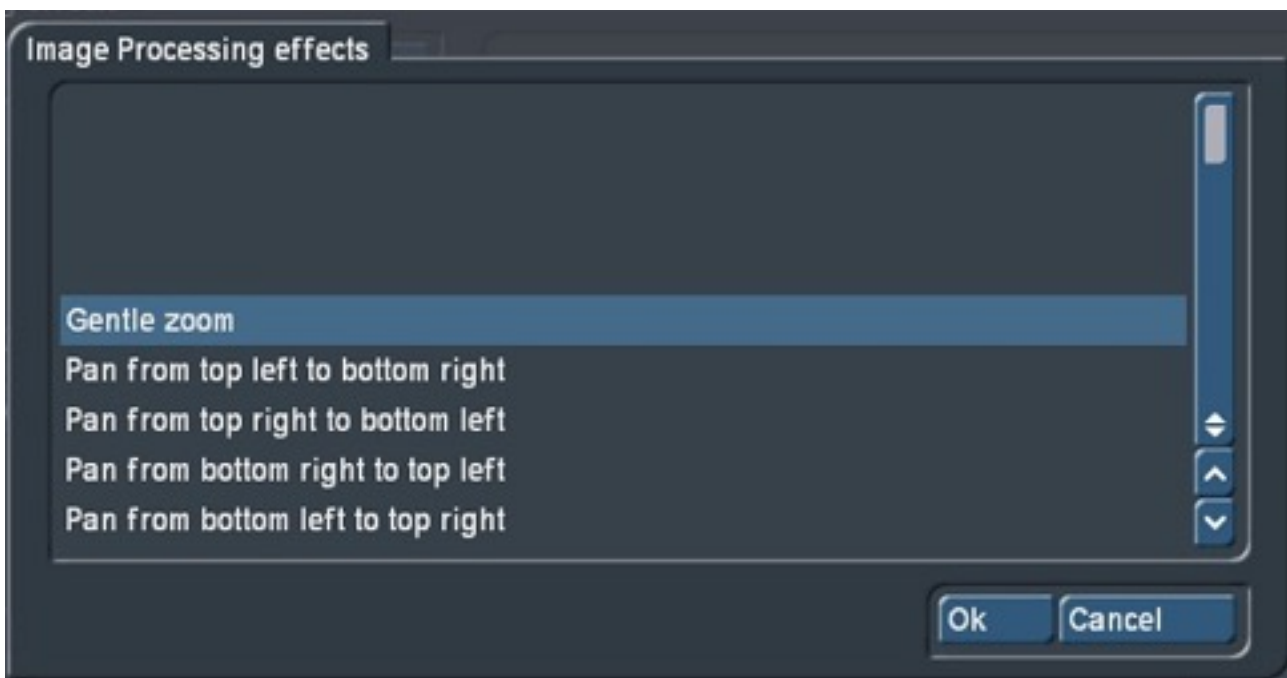 Image Processing effects
Gentle zoom
Pan from top left to bottom right
Pan from top right to bottom left
Pan from bottom right to top left
Pan from bottom left to top right
Ok
Cancel